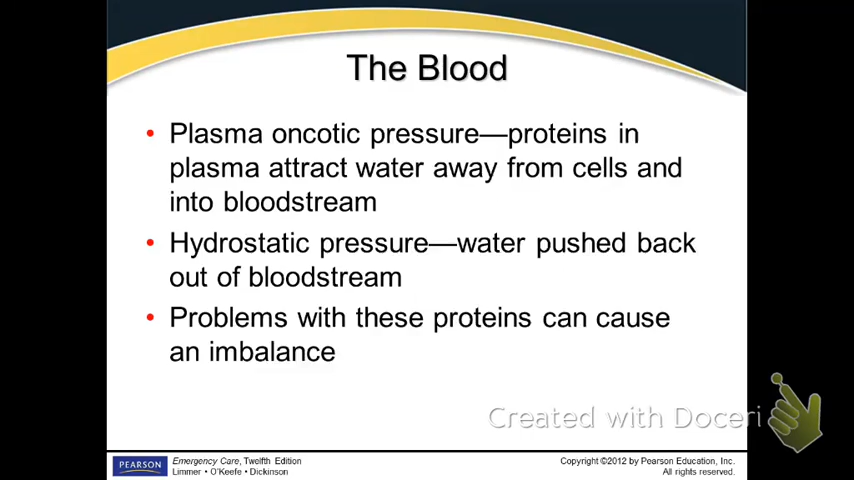 The Blood
• Plasma oncotic pressure—proteins in
plasma attract water away from cells and
into bloodstream
• Hydrostatic pressure—water pushed back
out of bloodstream
• Problems with these proteins can cause
an imbalance
Created with Doceri
PEARSON
Emergency Care, Twelfth Edition
Limmer • O'Keefe • Dickinson
Copyright ©2012 by Pearson Education, Inc.
All rights reserved.